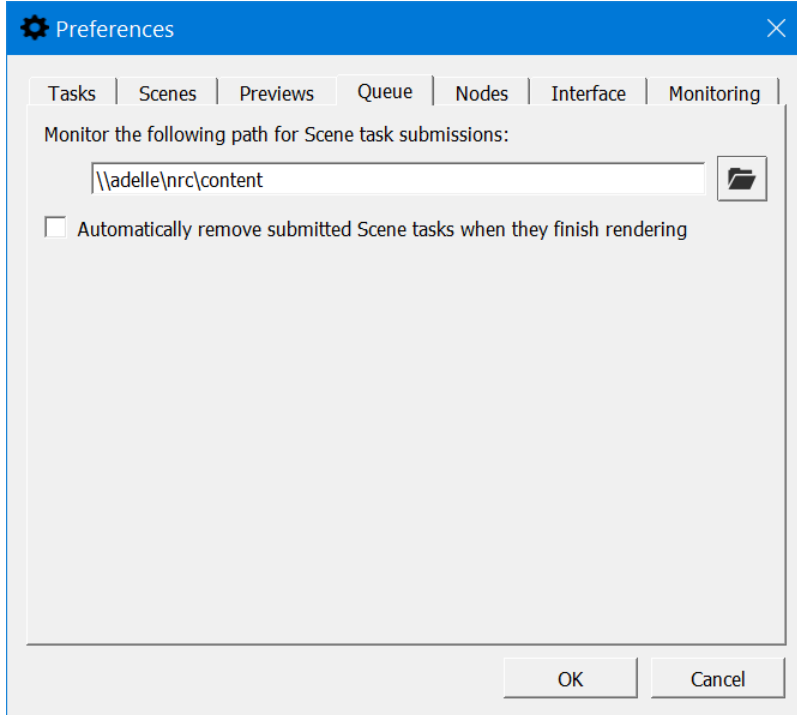 Preferences
Tasks Scenes Previews Queue Nodes Interface Monitoring
Monitor the following path for Scene task submissions:
\\adelle\nrc\content
Automatically remove submitted Scene tasks when they finish rendering
OK Cancel